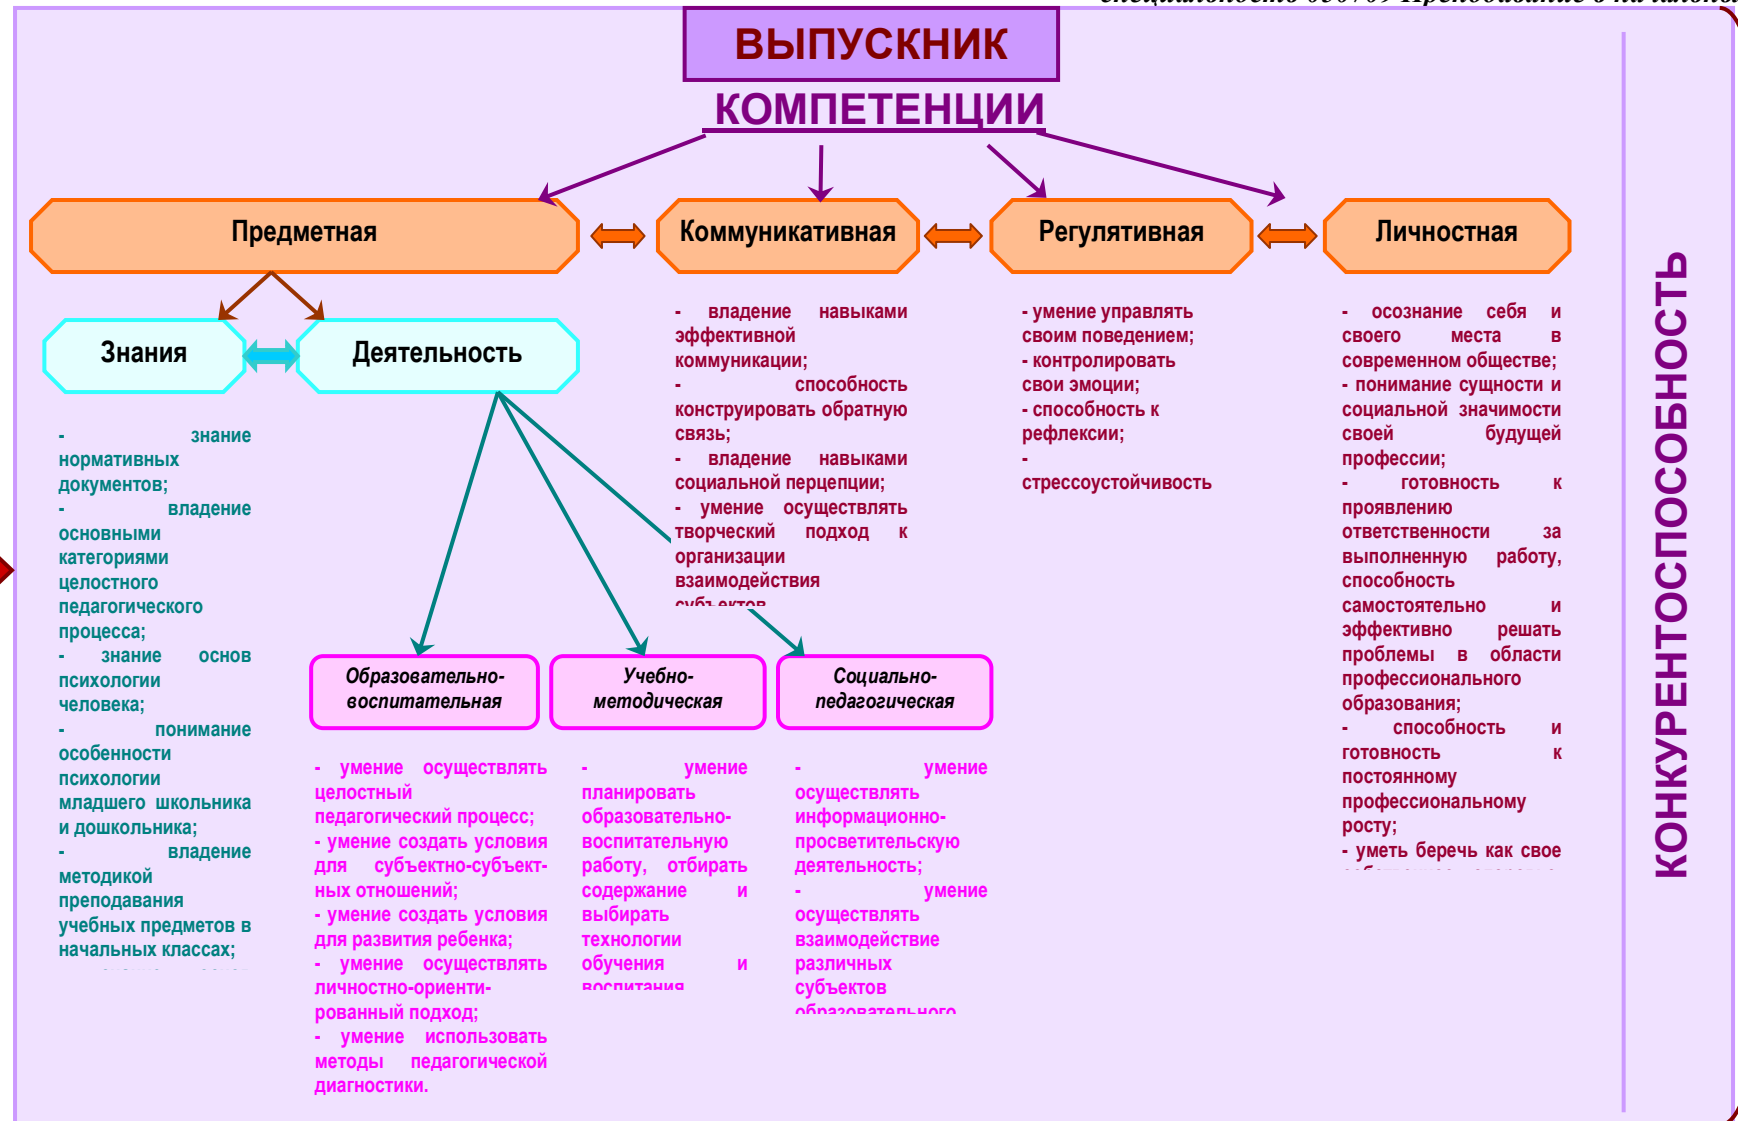 ВЫПУСКНИК
КОМПЕТЕНЦИИ
Предметная
Коммуникативная
Регулятивная
Личностная
Знания
Деятельность
- знание
нормативных
документов;
- владение
основными
категориями
целостного
педагогического
процесса;
- знание основ
психологии
человека;
- понимание
особенности
психологии
младшего школьника
и дошкольника;
- владение
методикой
преподавания
учебных предметов в
начальных классах;
- владение навыками
эффективной
коммуникации;
- способность
конструировать обратную
связь;
- владение навыками
социальной перцепции;
- умение осуществлять
творческий подход к
организации
взаимодействия
субъектов
- умение управлять
своим поведением;
- контролировать
свои эмоции;
- способность к
рефлексии;
-
стрессоустойчивость
- осознание себя и
своего места в
современном обществе;
- понимание сущности и
социальной значимости
своей будущей
профессии;
- готовность к
проявлению
ответственности за
выполненную работу,
способность
самостоятельно и
эффективно решать
проблемы в области
профессионального
образования;
- способность и
готовность к
постоянному
профессиональному
росту;
- уметь беречь как свое
Образовательно-
воспитательная
Учебно-
методическая
Социально-
педагогическая
- умение осуществлять
целостный
педагогический процесс;
- умение создать условия
для субъектно-субъект-
ных отношений;
- умение создать условия
для развития ребенка;
- умение осуществлять
личностно-ориенти-
рованный подход;
- умение использовать
методы педагогической
диагностики.
- умение
планировать
образовательно-
воспитательную
работу, отбирать
содержание и
выбирать
технологии
обучения и
воспитания
- умение
осуществлять
информационно-
просветительскую
деятельность;
- умение
осуществлять
взаимодействие
различных
субъектов
образовательного
КОНКУРЕНТОСПОСОБНОСТЬ